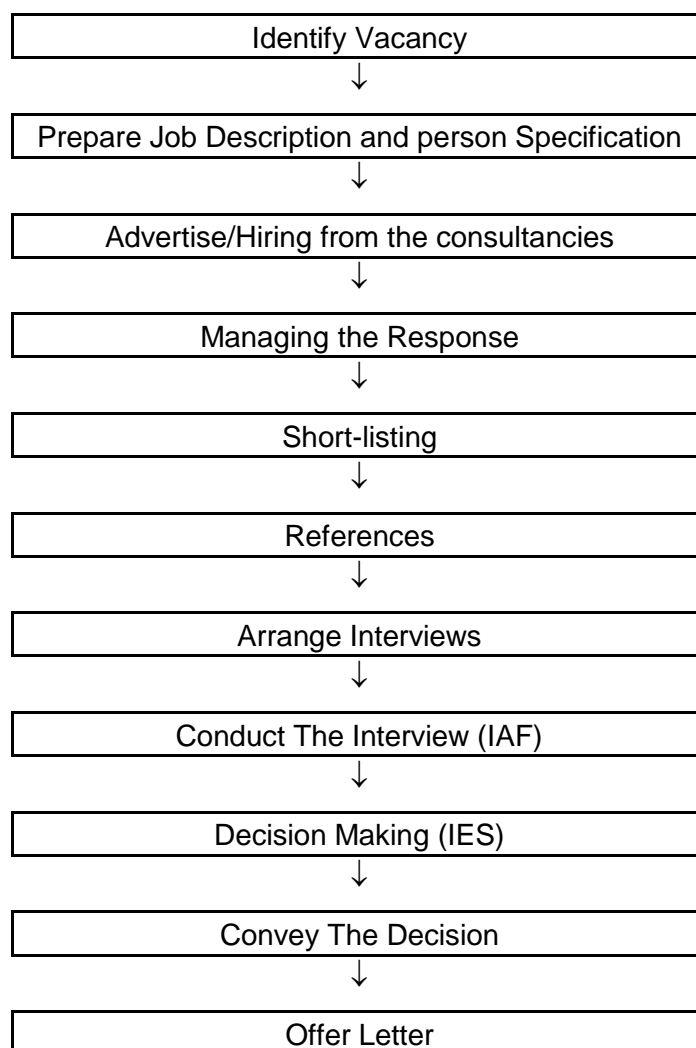 Identify Vacancy
↓
Prepare Job Description and person Specification
↓
Advertise/Hiring from the consultancies
↓
Managing the Response
↓
Short-listing
↓
References
↓
Arrange Interviews
↓
Conduct The Interview (IAF)
↓
Decision Making (IES)
↓
Convey The Decision
↓
Offer Letter